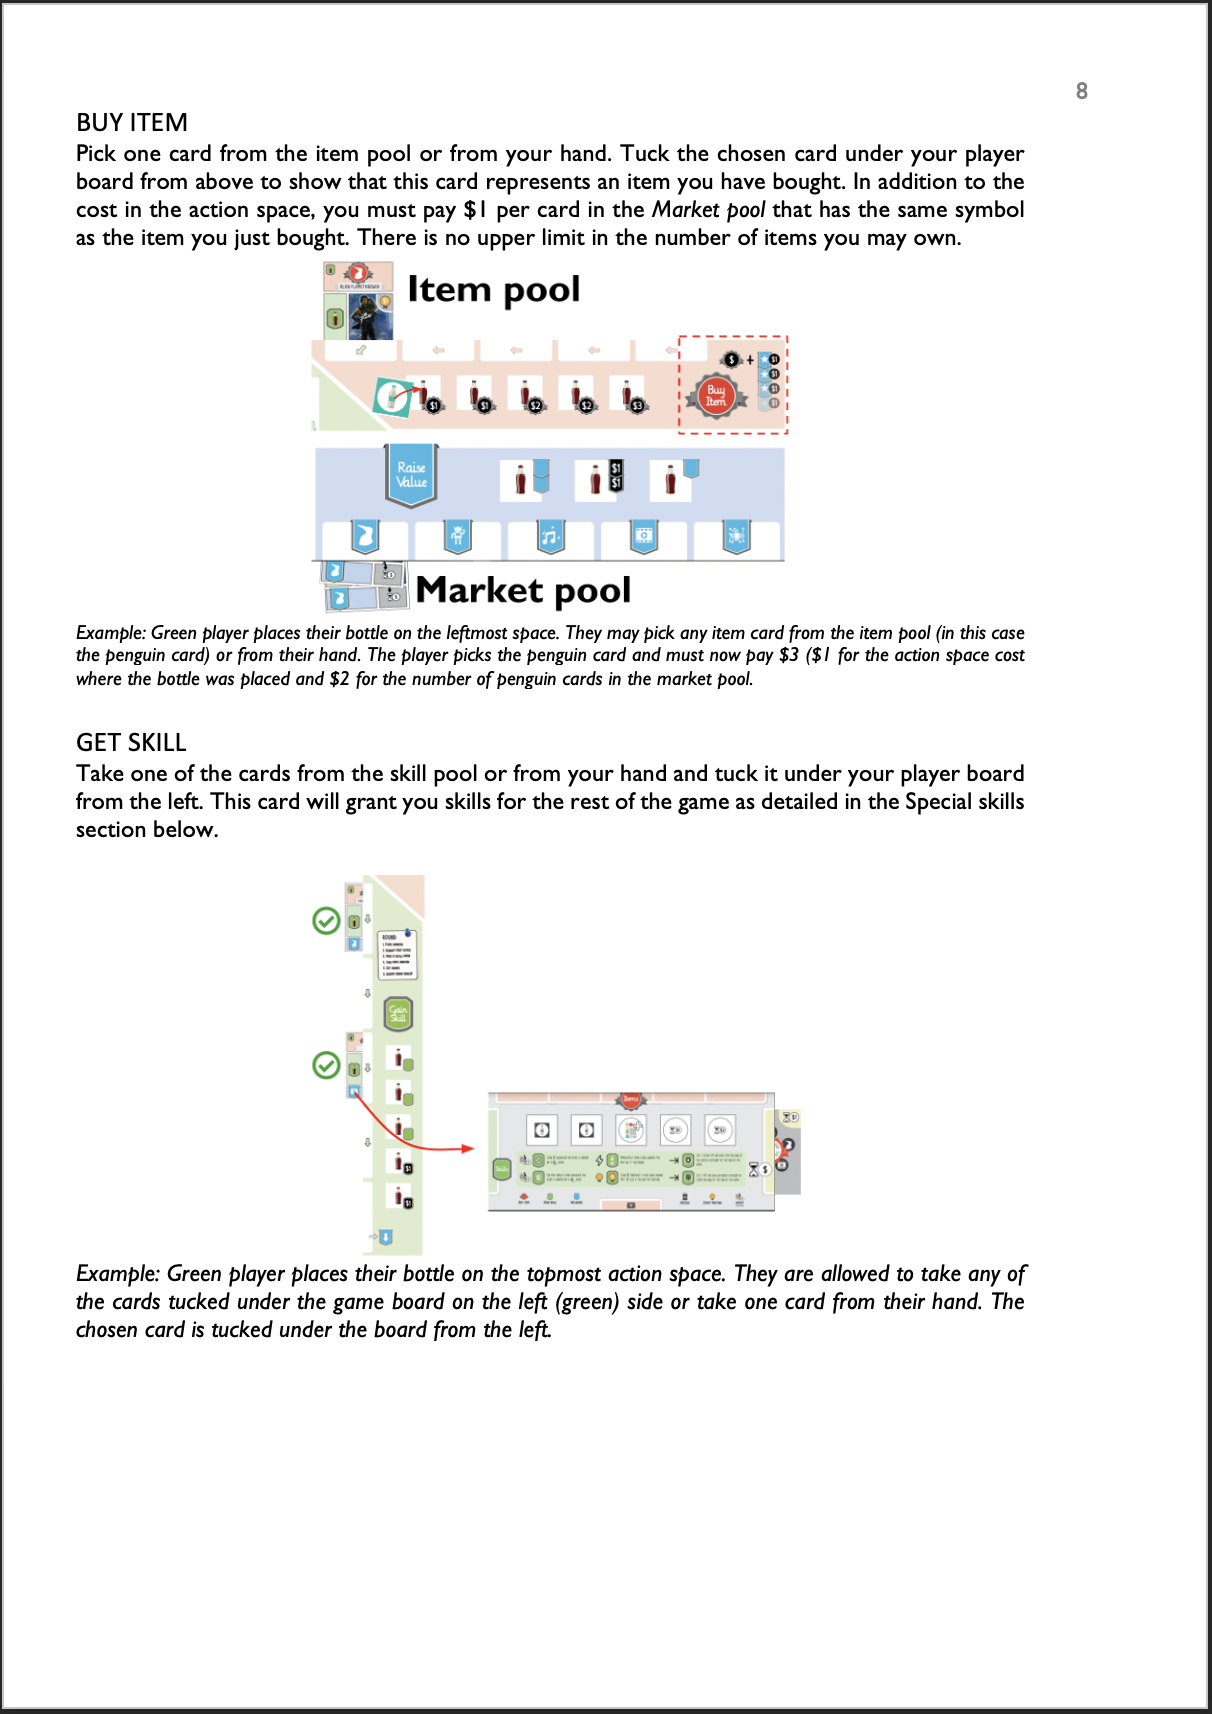 8
BUY ITEM
Pick one card from the item pool or from your hand. Tuck the chosen card under your player
board from above to show that this card represents an item you have bought. In addition to the
cost in the action space, you must pay $1 per card in the Market pool that has the same symbol
as the item you just bought. There is no upper limit in the number of items you may own.
Item pool
$ + $1
$1
$1
$1
Buy
Item
$1 $1 $2 $2 $3
Raise
Value
$1
$1
Market pool
Example: Green player places their bottle on the leftmost space. They may pick any item card from the item pool (in this case
the penguin card) or from their hand. The player picks the penguin card and must now pay $3 ($1 for the action space cost
where the bottle was placed and $2 for the number of penguin cards in the market pool.
GET SKILL
Take one of the cards from the skill pool or from your hand and tuck it under your player board
from the left. This card will grant you skills for the rest of the game as detailed in the Special skills
section below.
Gain
Skill
$1
$1
Items
Skills
$
Example: Green player places their bottle on the topmost action space. They are allowed to take any of
the cards tucked under the game board on the left (green) side or take one card from their hand. The
chosen card is tucked under the board from the left.